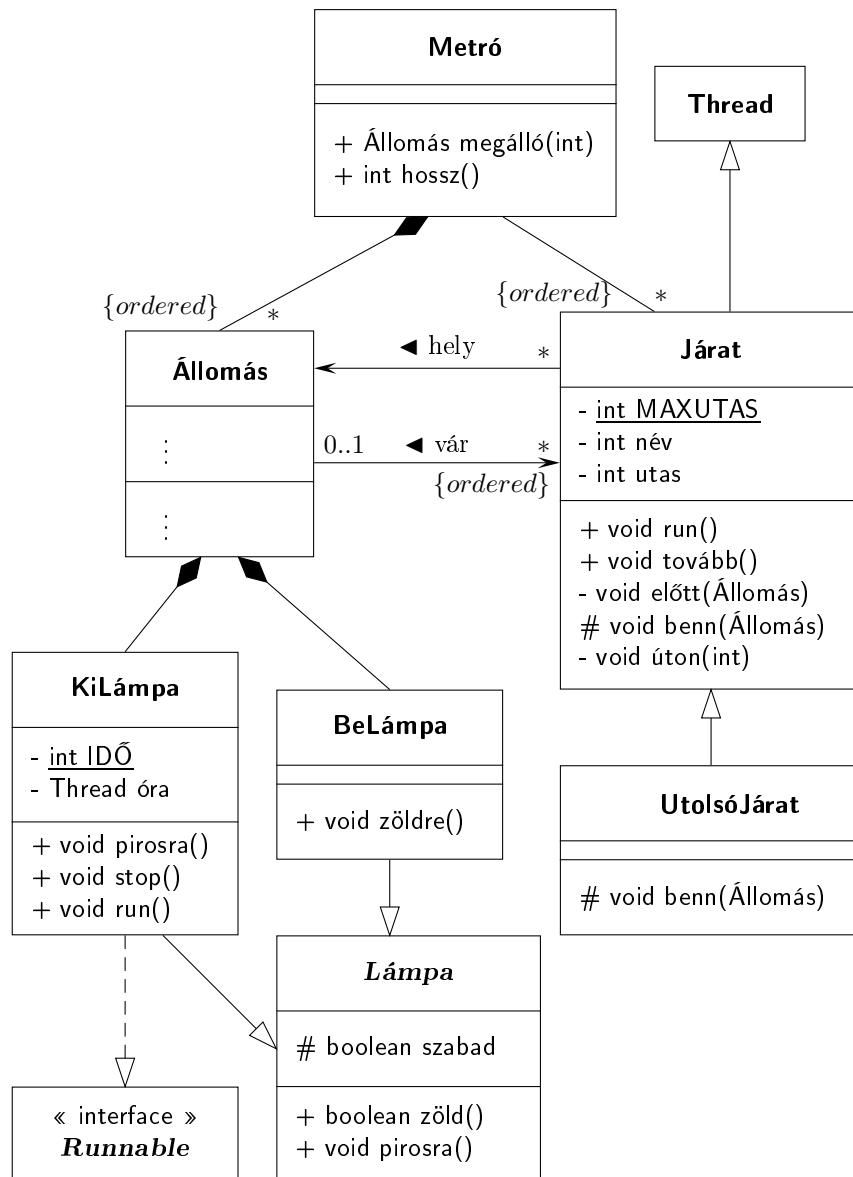 Metró
+ Állomás megálló(int)
+ int hossz()
Thread
{ordered}
*
{ordered}
*
◄ hely
*
0..1
◄ vár
*
{ordered}
Állomás
⋮
⋮
Járat
- int MAXUTAS
- int név
- int utas
+ void run()
+ void tovább()
- void előtt(Állomás)
# void benn(Állomás)
- void úton(int)
KiLámpa
- int IDŐ
- Thread óra
+ void pirosra()
+ void stop()
+ void run()
BeLámpa
+ void zöldre()
UtolsóJárat
# void benn(Állomás)
Lámpa
# boolean szabad
+ boolean zöld()
+ void pirosra()
« interface »
Runnable